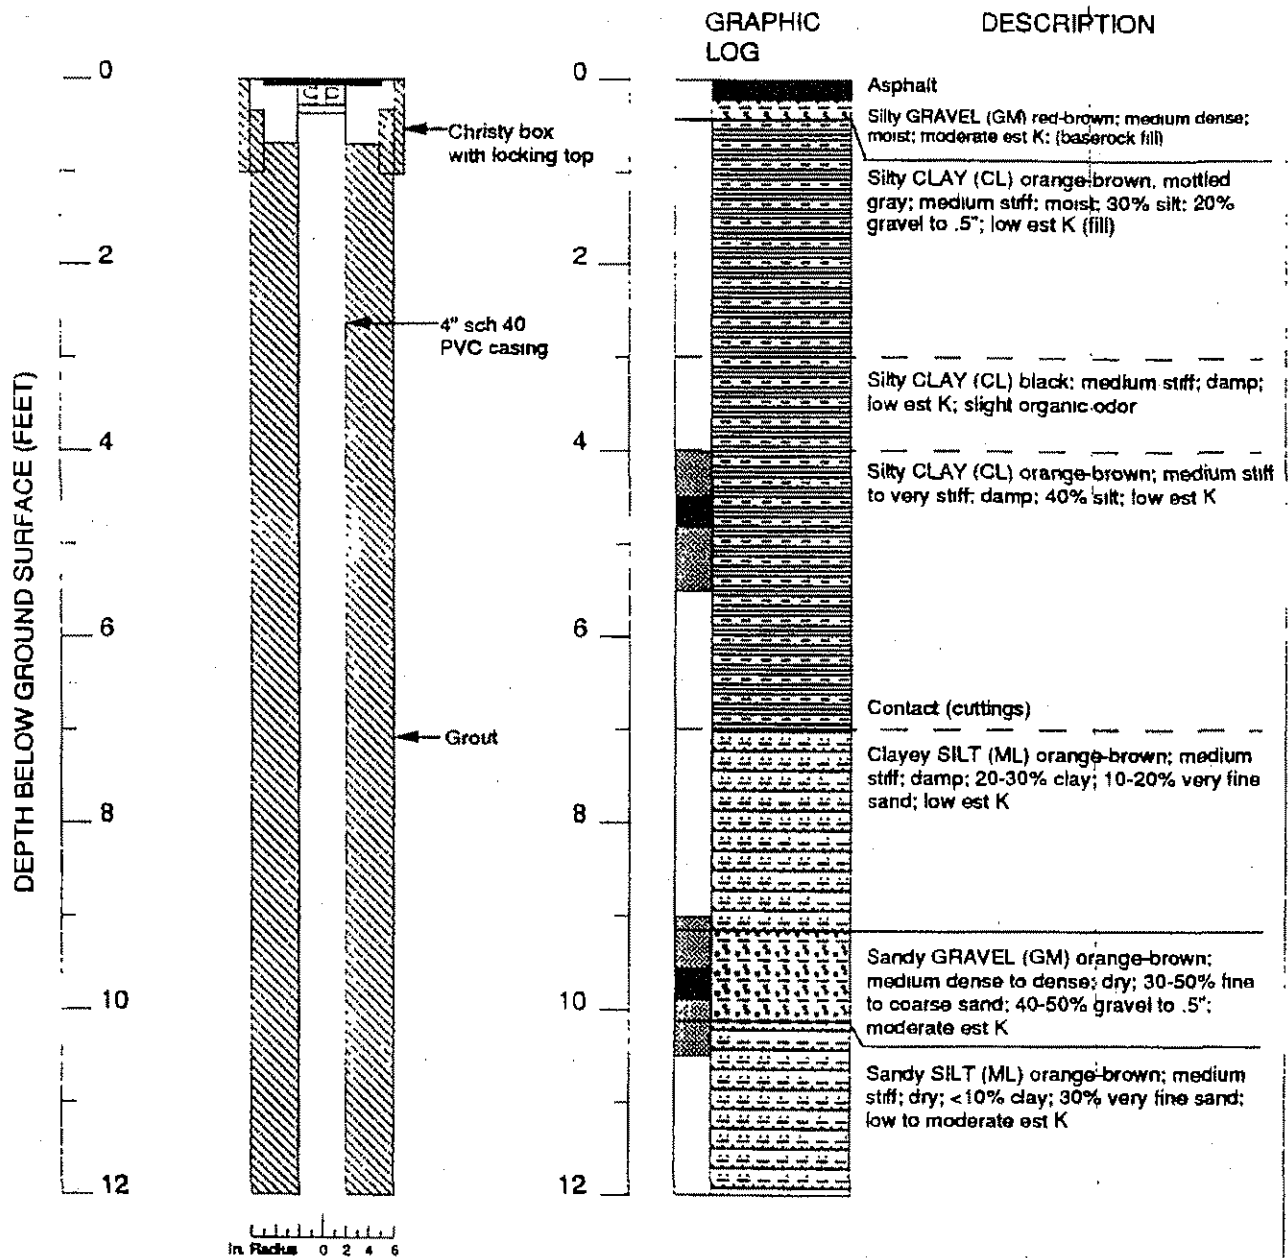 GRAPHIC
LOG
DESCRIPTION
DEPTH BELOW GROUND SURFACE (FEET)
0
2
4
6
8
10
12
Christy box
with locking top
4" sch 40
PVC casing
Grout
In. Radius 0 2 4 6
0
2
4
6
8
10
12
Asphalt
Silty GRAVEL (GM) red-brown; medium dense;
moist; moderate est K; (baserock fill)
Silty CLAY (CL) orange-brown, mottled
gray; medium stiff; moist; 30% silt; 20%
gravel to .5"; low est K (fill)
Silty CLAY (CL) black; medium stiff; damp;
low est K; slight organic odor
Silty CLAY (CL) orange-brown; medium stiff
to very stiff; damp; 40% silt; low est K
Contact (cuttings)
Clayey SILT (ML) orange-brown; medium
stiff; damp; 20-30% clay; 10-20% very fine
sand; low est K
Sandy GRAVEL (GM) orange-brown;
medium dense to dense; dry; 30-50% fine
to coarse sand; 40-50% gravel to .5";
moderate est K
Sandy SILT (ML) orange-brown; medium
stiff; dry; <10% clay; 30% very fine sand;
low to moderate est K